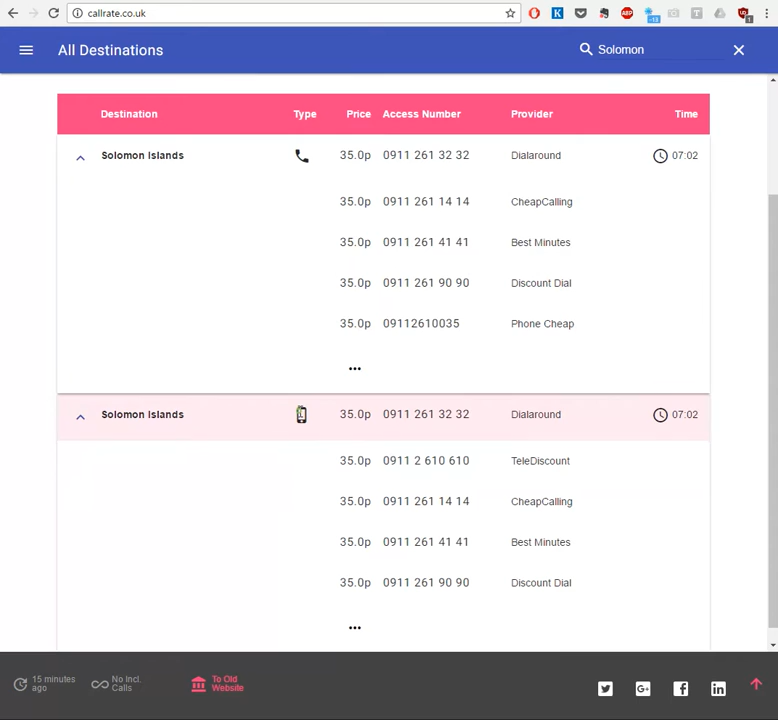 callrate.co.uk
All Destinations
Solomon
Destination Type Price Access Number Provider Time
Solomon Islands 35.0p 0911 261 32 32 Dialaround 07:02
35.0p 0911 261 14 14 CheapCalling
35.0p 0911 261 41 41 Best Minutes
35.0p 0911 261 90 90 Discount Dial
35.0p 09112610035 Phone Cheap
...
Solomon Islands 35.0p 0911 261 32 32 Dialaround 07:02
35.0p 0911 2 610 610 TeleDiscount
35.0p 0911 261 14 14 CheapCalling
35.0p 0911 261 41 41 Best Minutes
35.0p 0911 261 90 90 Discount Dial
...
15 minutes
ago
No Incl.
Calls
To Old
Website